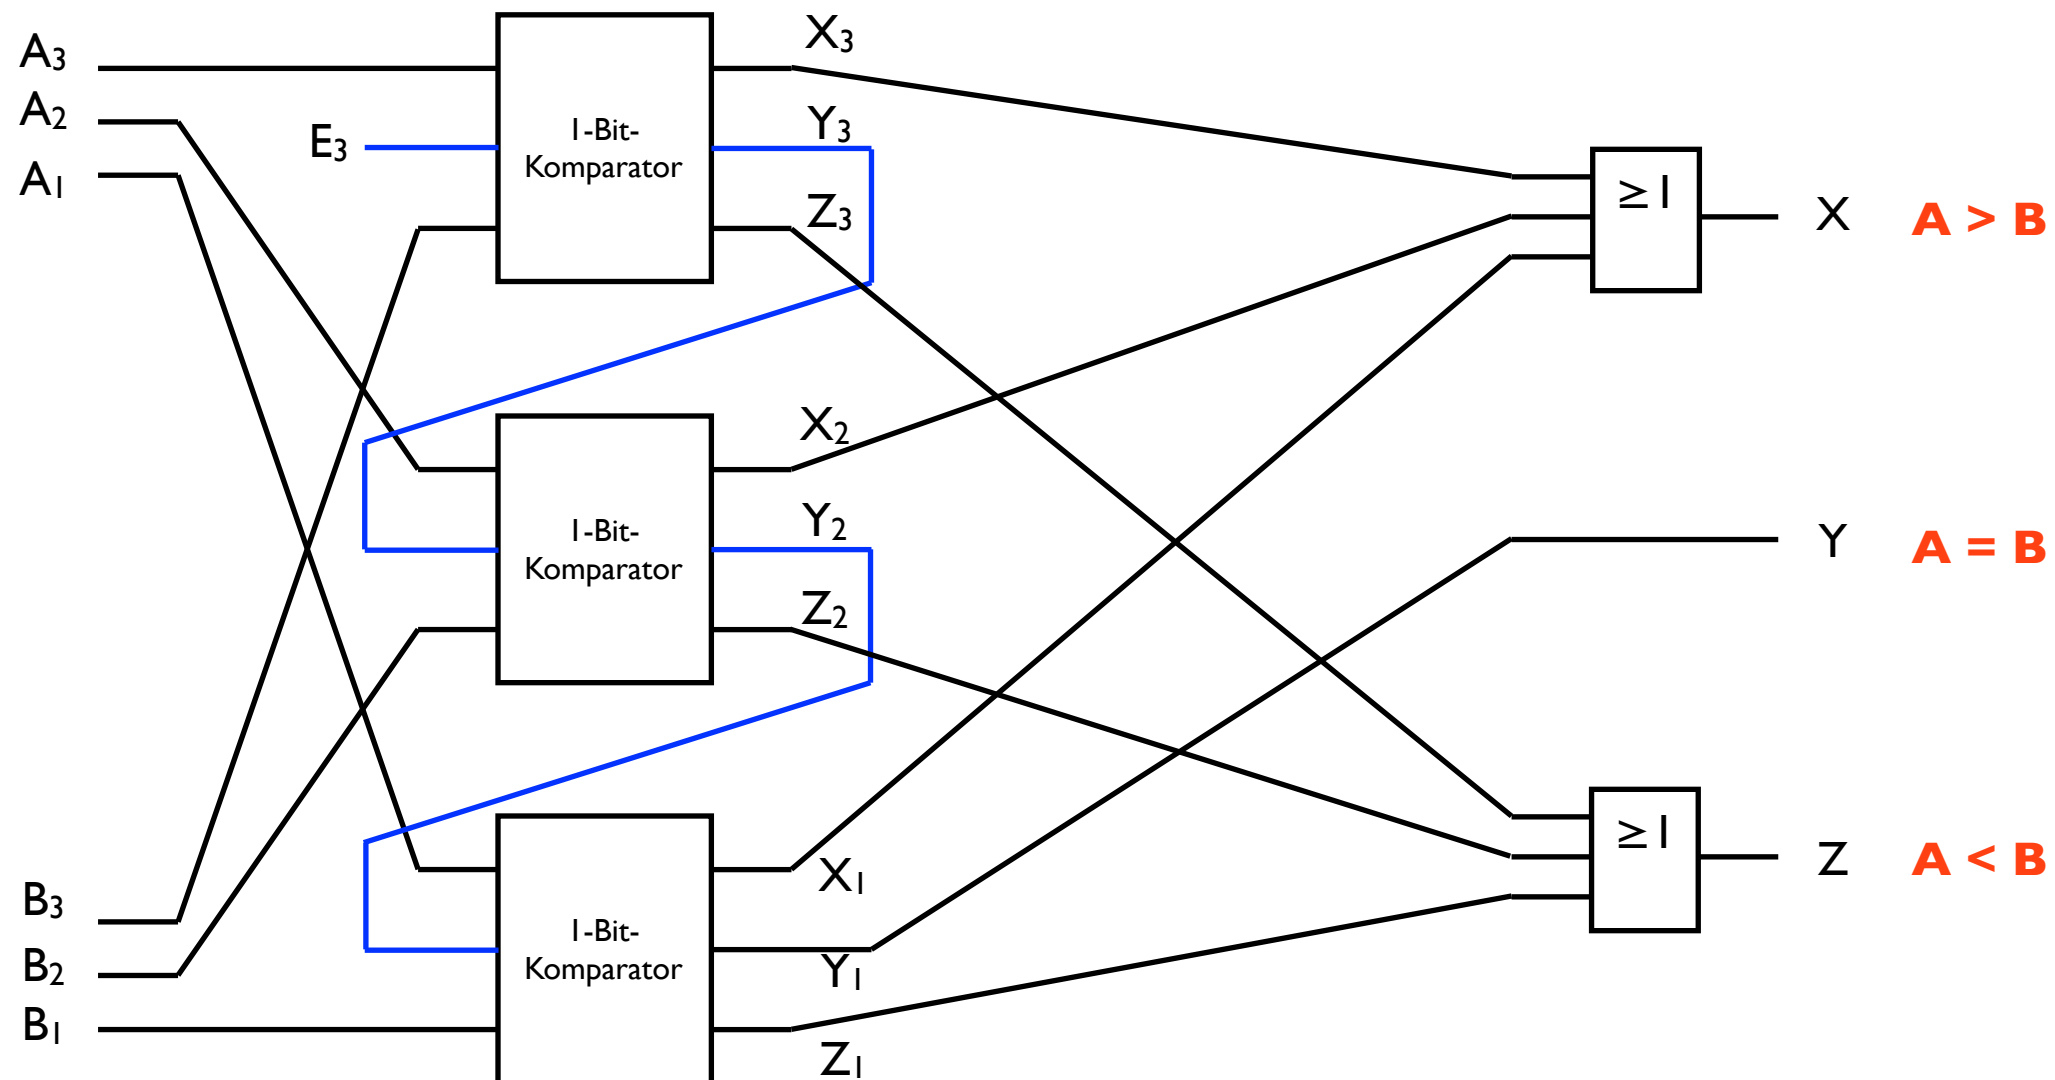 A3
A2
A1
E3
1-Bit-
Komparator
X3
Y3
Z3
≥1
X
A > B
1-Bit-
Komparator
X2
Y2
Z2
Y
A = B
B3
B2
B1
1-Bit-
Komparator
X1
Y1
Z1
≥1
Z
A < B